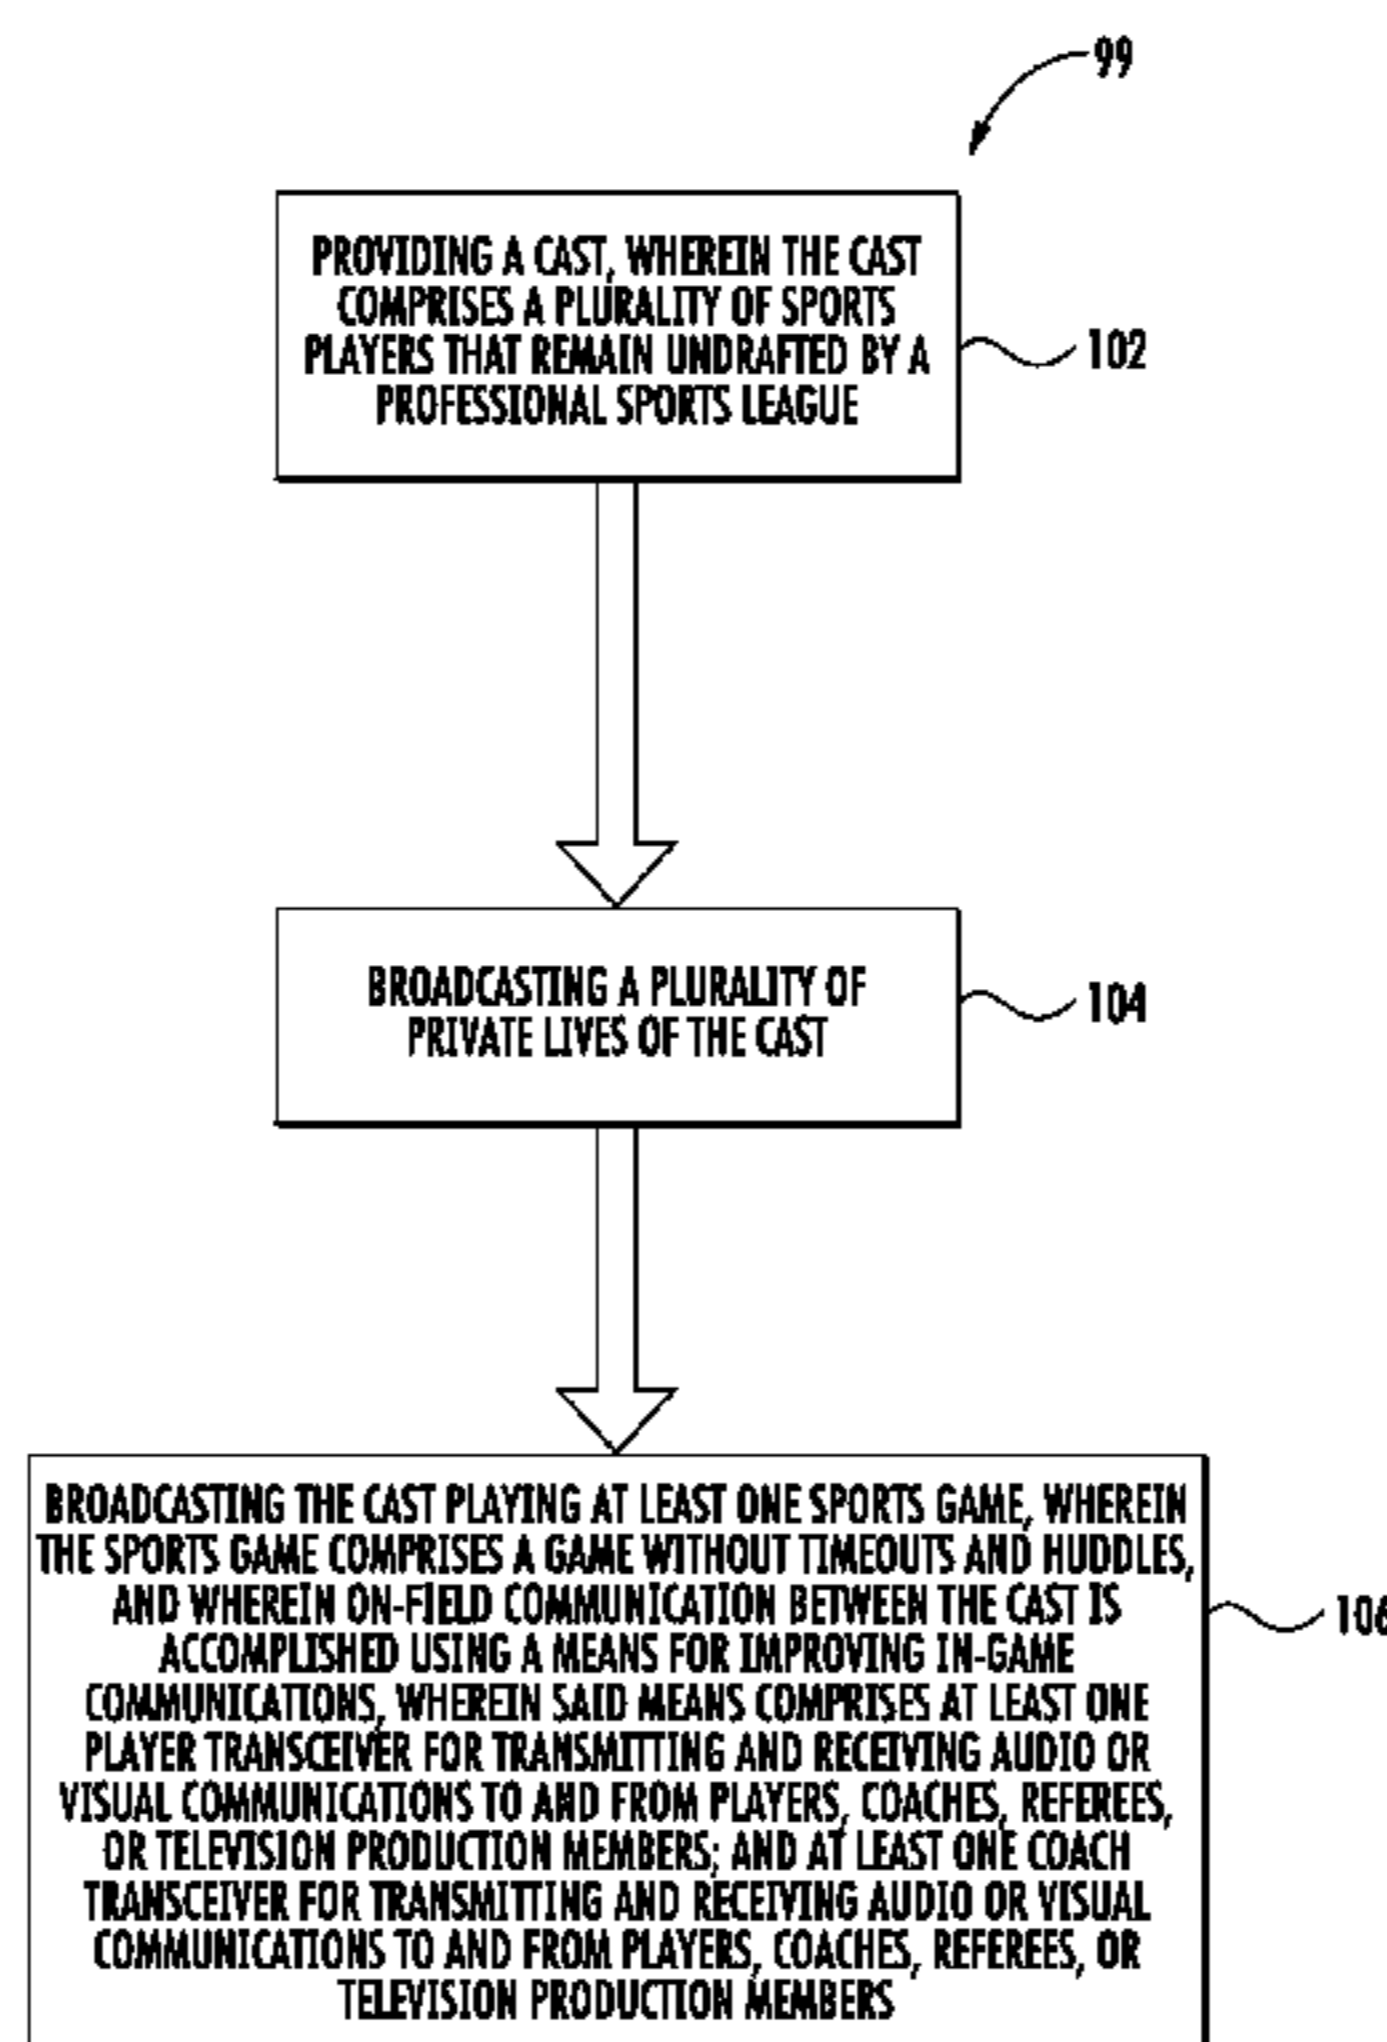 99
PROVIDING A CAST, WHEREIN THE CAST
COMPRISES A PLURALITY OF SPORTS
PLAYERS THAT REMAIN UNDRAFTED BY A
PROFESSIONAL SPORTS LEAGUE
102
BROADCASTING A PLURALITY OF
PRIVATE LIVES OF THE CAST
104
BROADCASTING THE CAST PLAYING AT LEAST ONE SPORTS GAME, WHEREIN
THE SPORTS GAME COMPRISES A GAME WITHOUT TIMEOUTS AND HUDDLES,
AND WHEREIN ON-FIELD COMMUNICATION BETWEEN THE CAST IS
ACCOMPLISHED USING A MEANS FOR IMPROVING IN-GAME
COMMUNICATIONS, WHEREIN SAID MEANS COMPRISES AT LEAST ONE
PLAYER TRANSCEIVER FOR TRANSMITTING AND RECEIVING AUDIO OR
VISUAL COMMUNICATIONS TO AND FROM PLAYERS, COACHES, REFEREES,
OR TELEVISION PRODUCTION MEMBERS; AND AT LEAST ONE COACH
TRANSCEIVER FOR TRANSMITTING AND RECEIVING AUDIO OR VISUAL
COMMUNICATIONS TO AND FROM PLAYERS, COACHES, REFEREES, OR
TELEVISION PRODUCTION MEMBERS
106